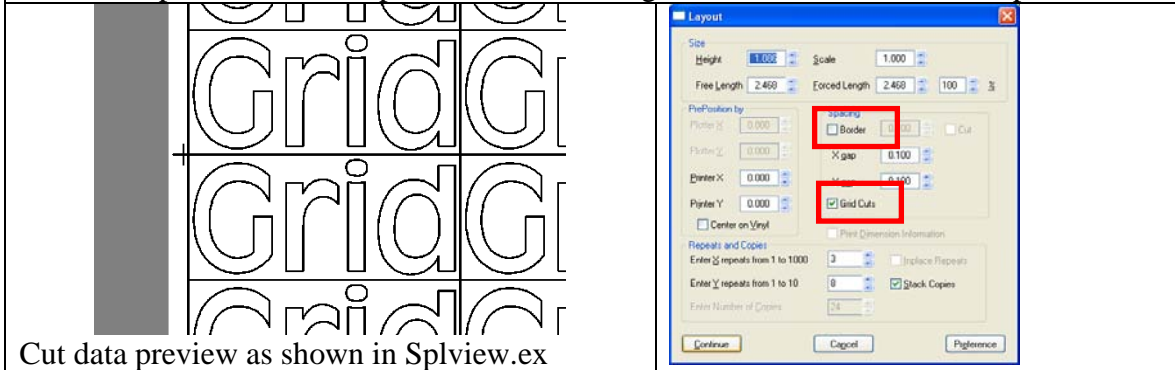 Grid G
Grid G
Grid G
Cut data preview as shown in Splview.ex
Layout
Size
Height 1.086 Scale 1.000
Free Length 2.468 Forced Length 2.468 100 %
PrePosition by
Plotter X 0.000
Plotter Y 0.000
Printer X 0.000
Printer Y 0.000
Center on Vinyl
Spacing
Border Cut
X gap 0.100
0.100
Grid Cuts
Print Dimension Information
Repeats and Copies
Enter X repeats from 1 to 1000 3 Inplace Repeats
Enter Y repeats from 1 to 10 8 Stack Copies
Enter Number of Copies 24
Continue Cancel Preference